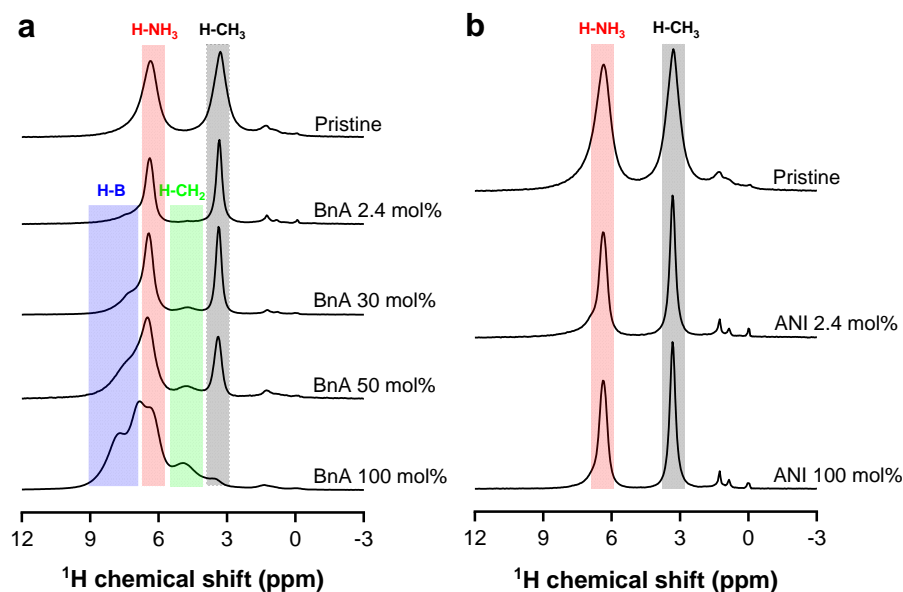 a
H-NH₃
H-CH₃
Pristine
H-B
H-CH₂
BnA 2.4 mol%
BnA 30 mol%
BnA 50 mol%
BnA 100 mol%
12 9 6 3 0 -3
¹H chemical shift (ppm)
b
H-NH₃
H-CH₃
Pristine
ANI 2.4 mol%
ANI 100 mol%
12 9 6 3 0 -3
¹H chemical shift (ppm)